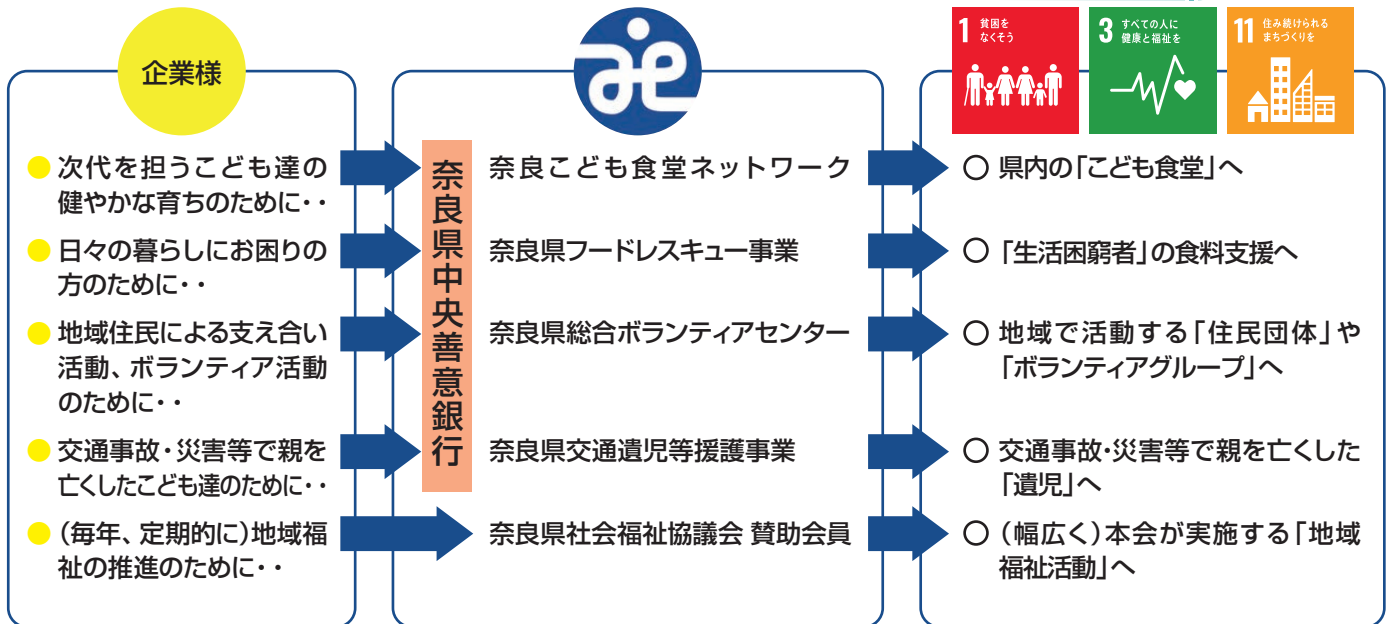 企業様
● 次代を担うこども達の
健やかな育ちのために・・
● 日々の暮らしにお困りの
方のために・・
● 地域住民による支え合い
活動、ボランティア活動
のために・・
● 交通事故・災害等で親を
亡くしたこども達のために・・
● (毎年、定期的に)地域福
祉の推進のために・・
奈良県中央善意銀行
奈良こども食堂ネットワーク
奈良県フードレスキュー事業
奈良県総合ボランティアセンター
奈良県交通遺児等援護事業
奈良県社会福祉協議会 賛助会員
1 貧困を
なくそう
3 すべての人に
健康と福祉を
11 住み続けられる
まちづくりを
○ 県内の「こども食堂」へ
○ 「生活困窮者」の食料支援へ
○ 地域で活動する「住民団体」や
「ボランティアグループ」へ
○ 交通事故・災害等で親を亡くした
「遺児」へ
○ (幅広く)本会が実施する「地域
福祉活動」へ